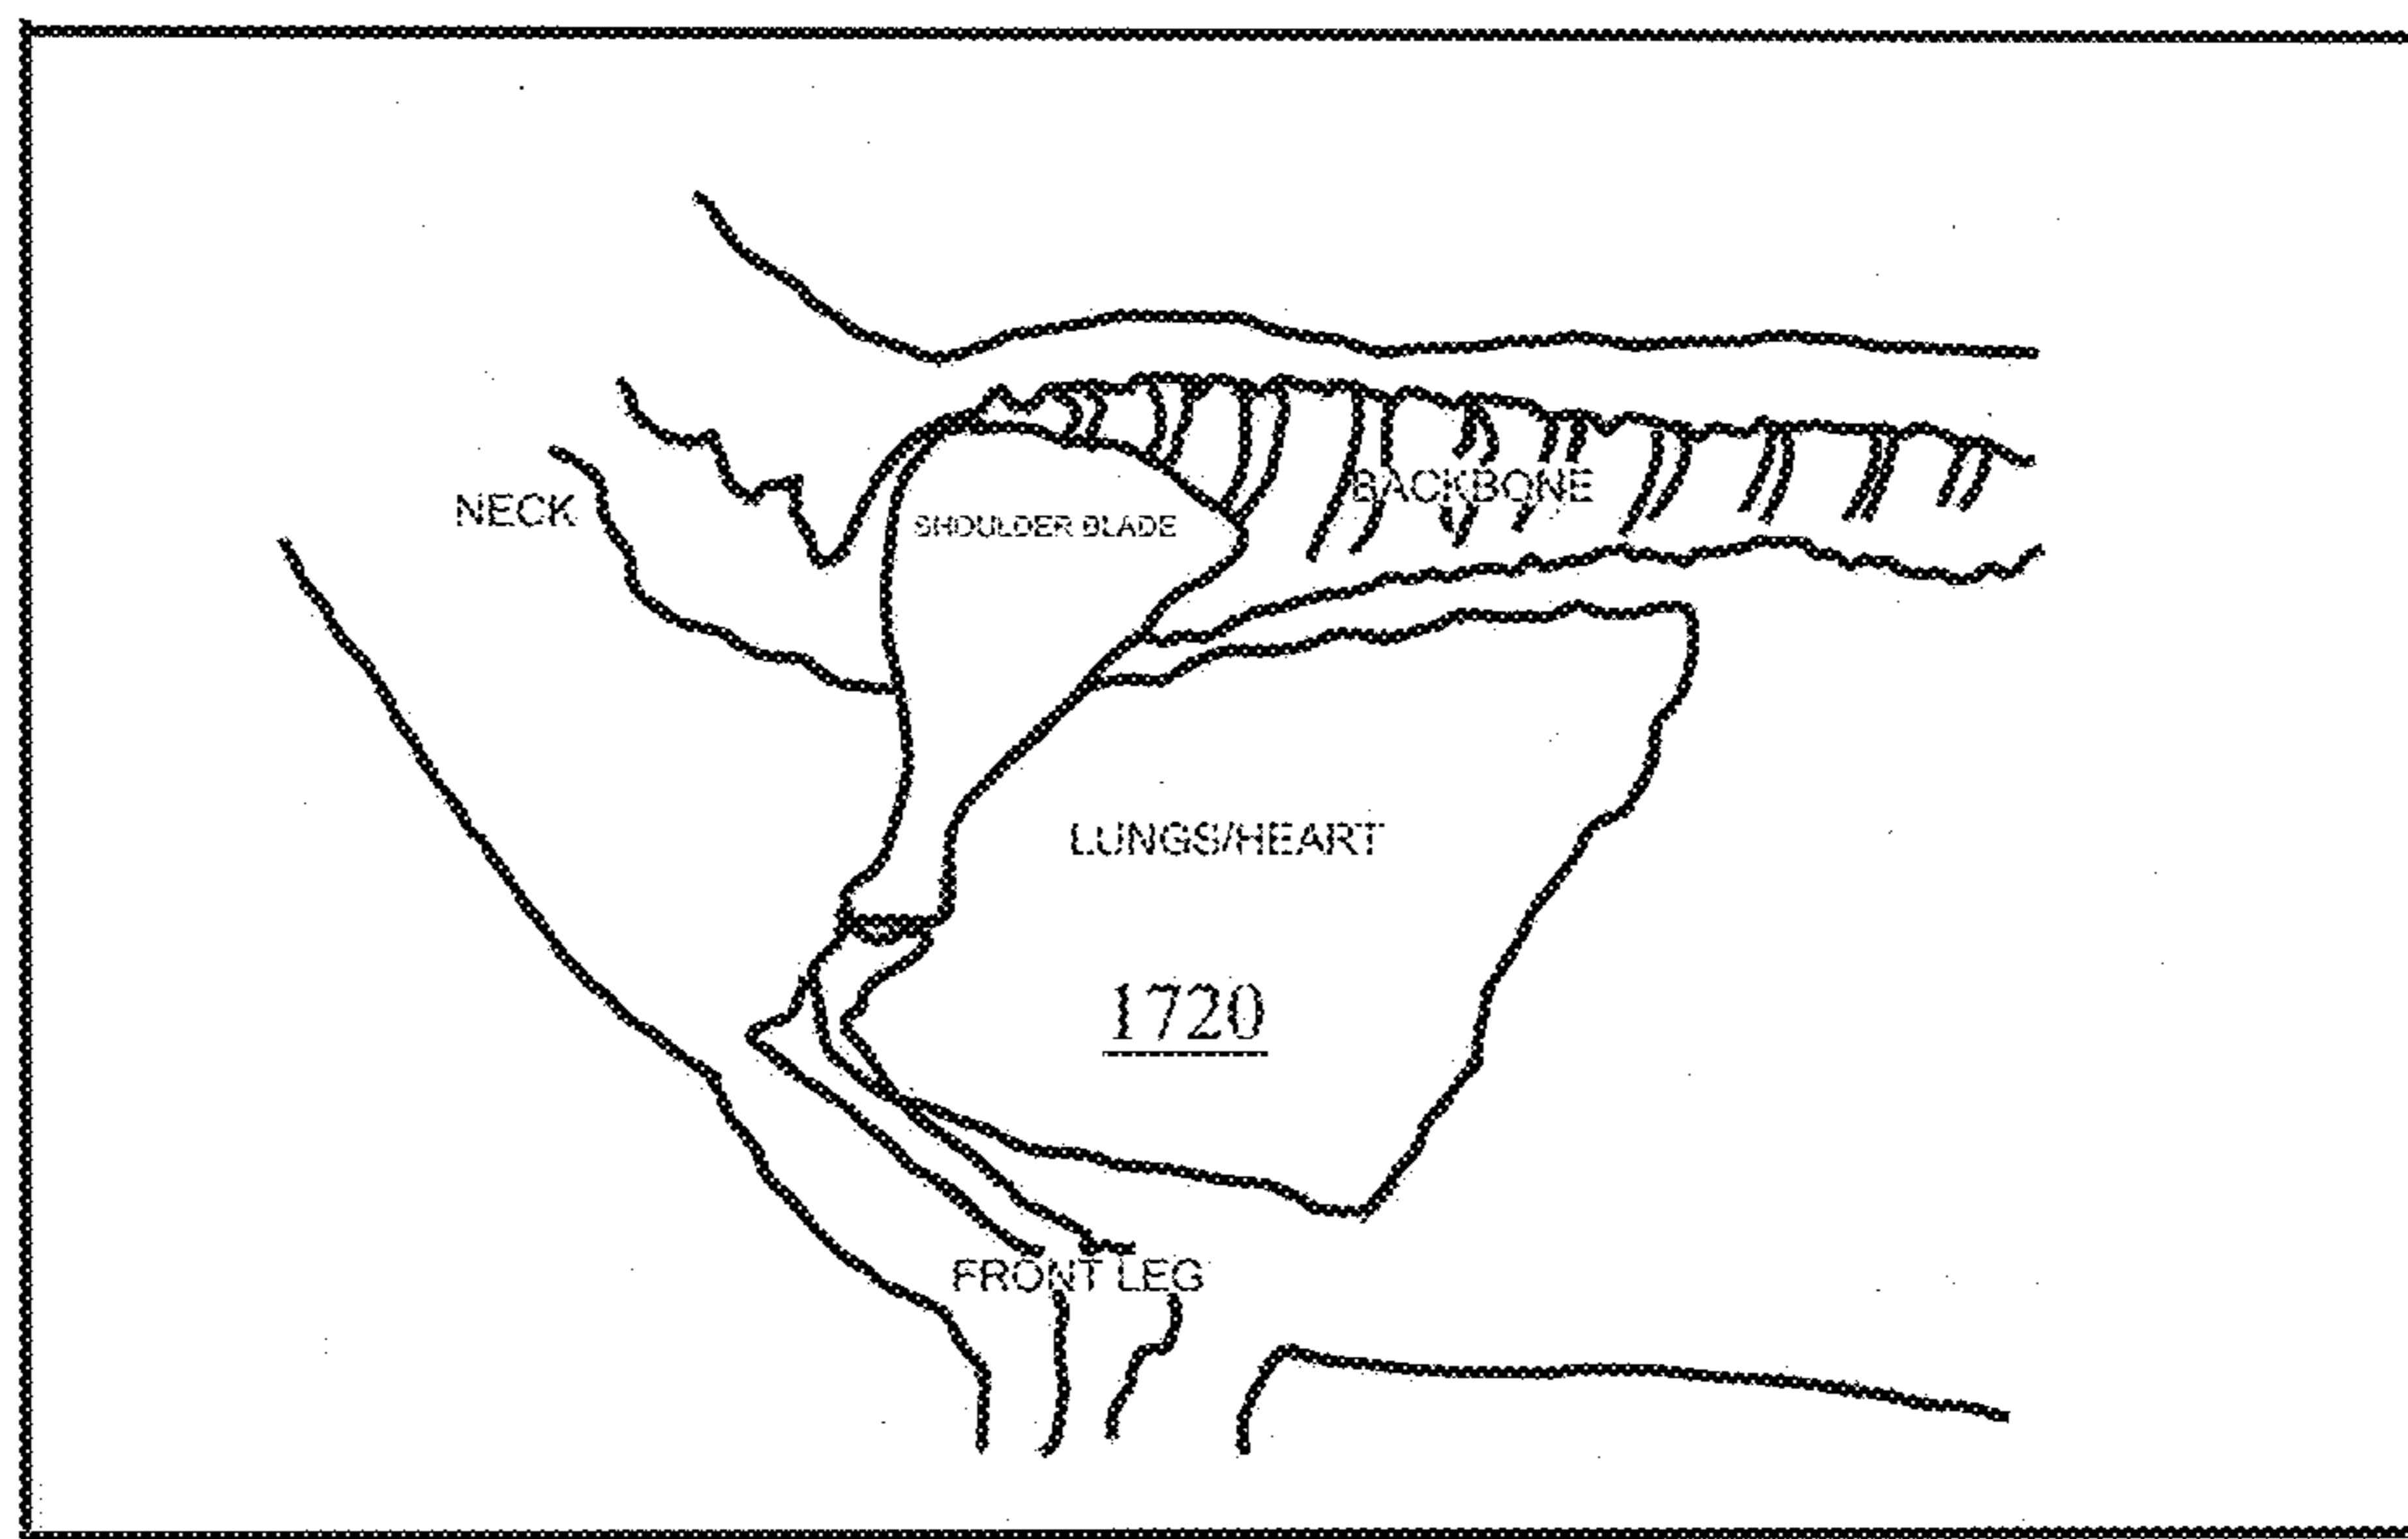 BACKBONE
NECK
SHOULDER BLADE
LUNGS/HEART
1720
FRONT LEG